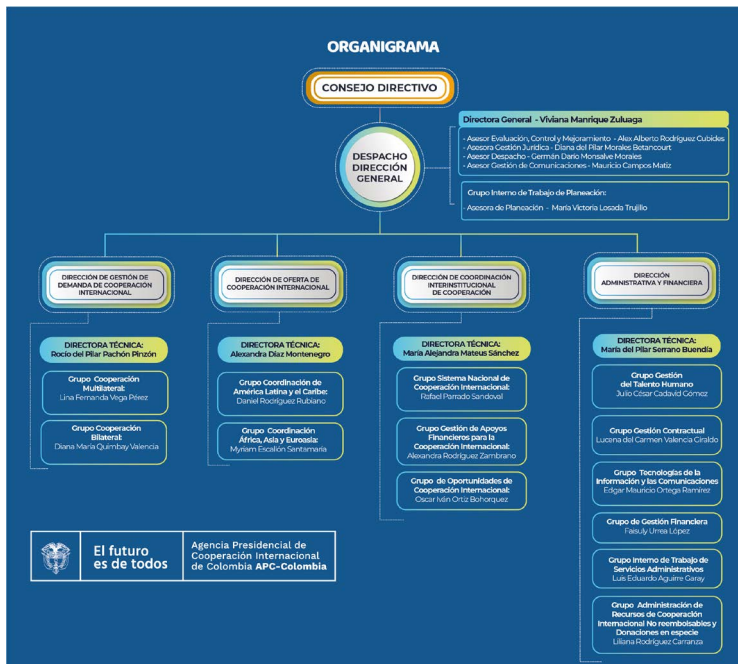 ORGANIGRAMA
CONSEJO DIRECTIVO
DESPACHO
DIRECCIÓN
GENERAL
Directora General - Viviana Manrique Zuluaga
- Asesor Evaluación, Control y Mejoramiento - Alex Alberto Rodríguez Cubides
- Asesora Gestión Jurídica - Diana del Pilar Morales Betancourt
- Asesor Despacho - Germán Darío Monsalve Morales
- Asesor Gestión de Comunicaciones - Mauricio Campos Matiz
Grupo Interno de Trabajo de Planeación:
- Asesora de Planeación - María Victoria Losada Trujillo
DIRECCIÓN DE GESTIÓN DE
DEMANDA DE COOPERACIÓN
INTERNACIONAL
DIRECTORA TÉCNICA:
Rocío del Pilar Pachón Pinzón
Grupo Cooperación
Multilateral:
Lina Fernanda Vega Pérez
Grupo Cooperación
Bilateral:
Diana María Quimbay Valencia
DIRECCIÓN DE OFERTA DE
COOPERACIÓN INTERNACIONAL
DIRECTORA TÉCNICA:
Alexandra Díaz Montenegro
Grupo Coordinación de
América Latina y el Caribe:
Daniel Rodríguez Rubiano
Grupo Coordinación
África, Asia y Euroasia:
Myriam Escallón Santamaría
DIRECCIÓN DE COORDINACIÓN
INTERINSTITUCIONAL
DE COOPERACIÓN
DIRECTORA TÉCNICA:
María Alejandra Mateus Sánchez
Grupo Sistema Nacional de
Cooperación Internacional:
Rafael Parrado Sandoval
Grupo Gestión de Apoyos
Financieros para la
Cooperación Internacional:
Alexandra Rodríguez Zambrano
Grupo de Oportunidades de
Cooperación Internacional:
Oscar Iván Ortiz Bohorquez
DIRECCIÓN
ADMINISTRATIVA Y FINANCIERA
DIRECTORA TÉCNICA:
María del Pilar Serrano Buendía
Grupo Gestión
del Talento Humano
Julio César Cadavid Gómez
Grupo Gestión Contractual
Lucena del Carmen Valencia Giraldo
Grupo Tecnologías de la
Información y las Comunicaciones
Edgar Mauricio Ortega Ramírez
Grupo de Gestión Financiera
Faisuly Urrea López
Grupo Interno de Trabajo de
Servicios Administrativos
Luis Eduardo Aguirre Garay
Grupo Administración de
Recursos de Cooperación
Internacional No reembolsables y
Donaciones en especie
Liliana Rodríguez Carranza
El futuro
es de todos
Agencia Presidencial de
Cooperación Internacional
de Colombia APC-Colombia